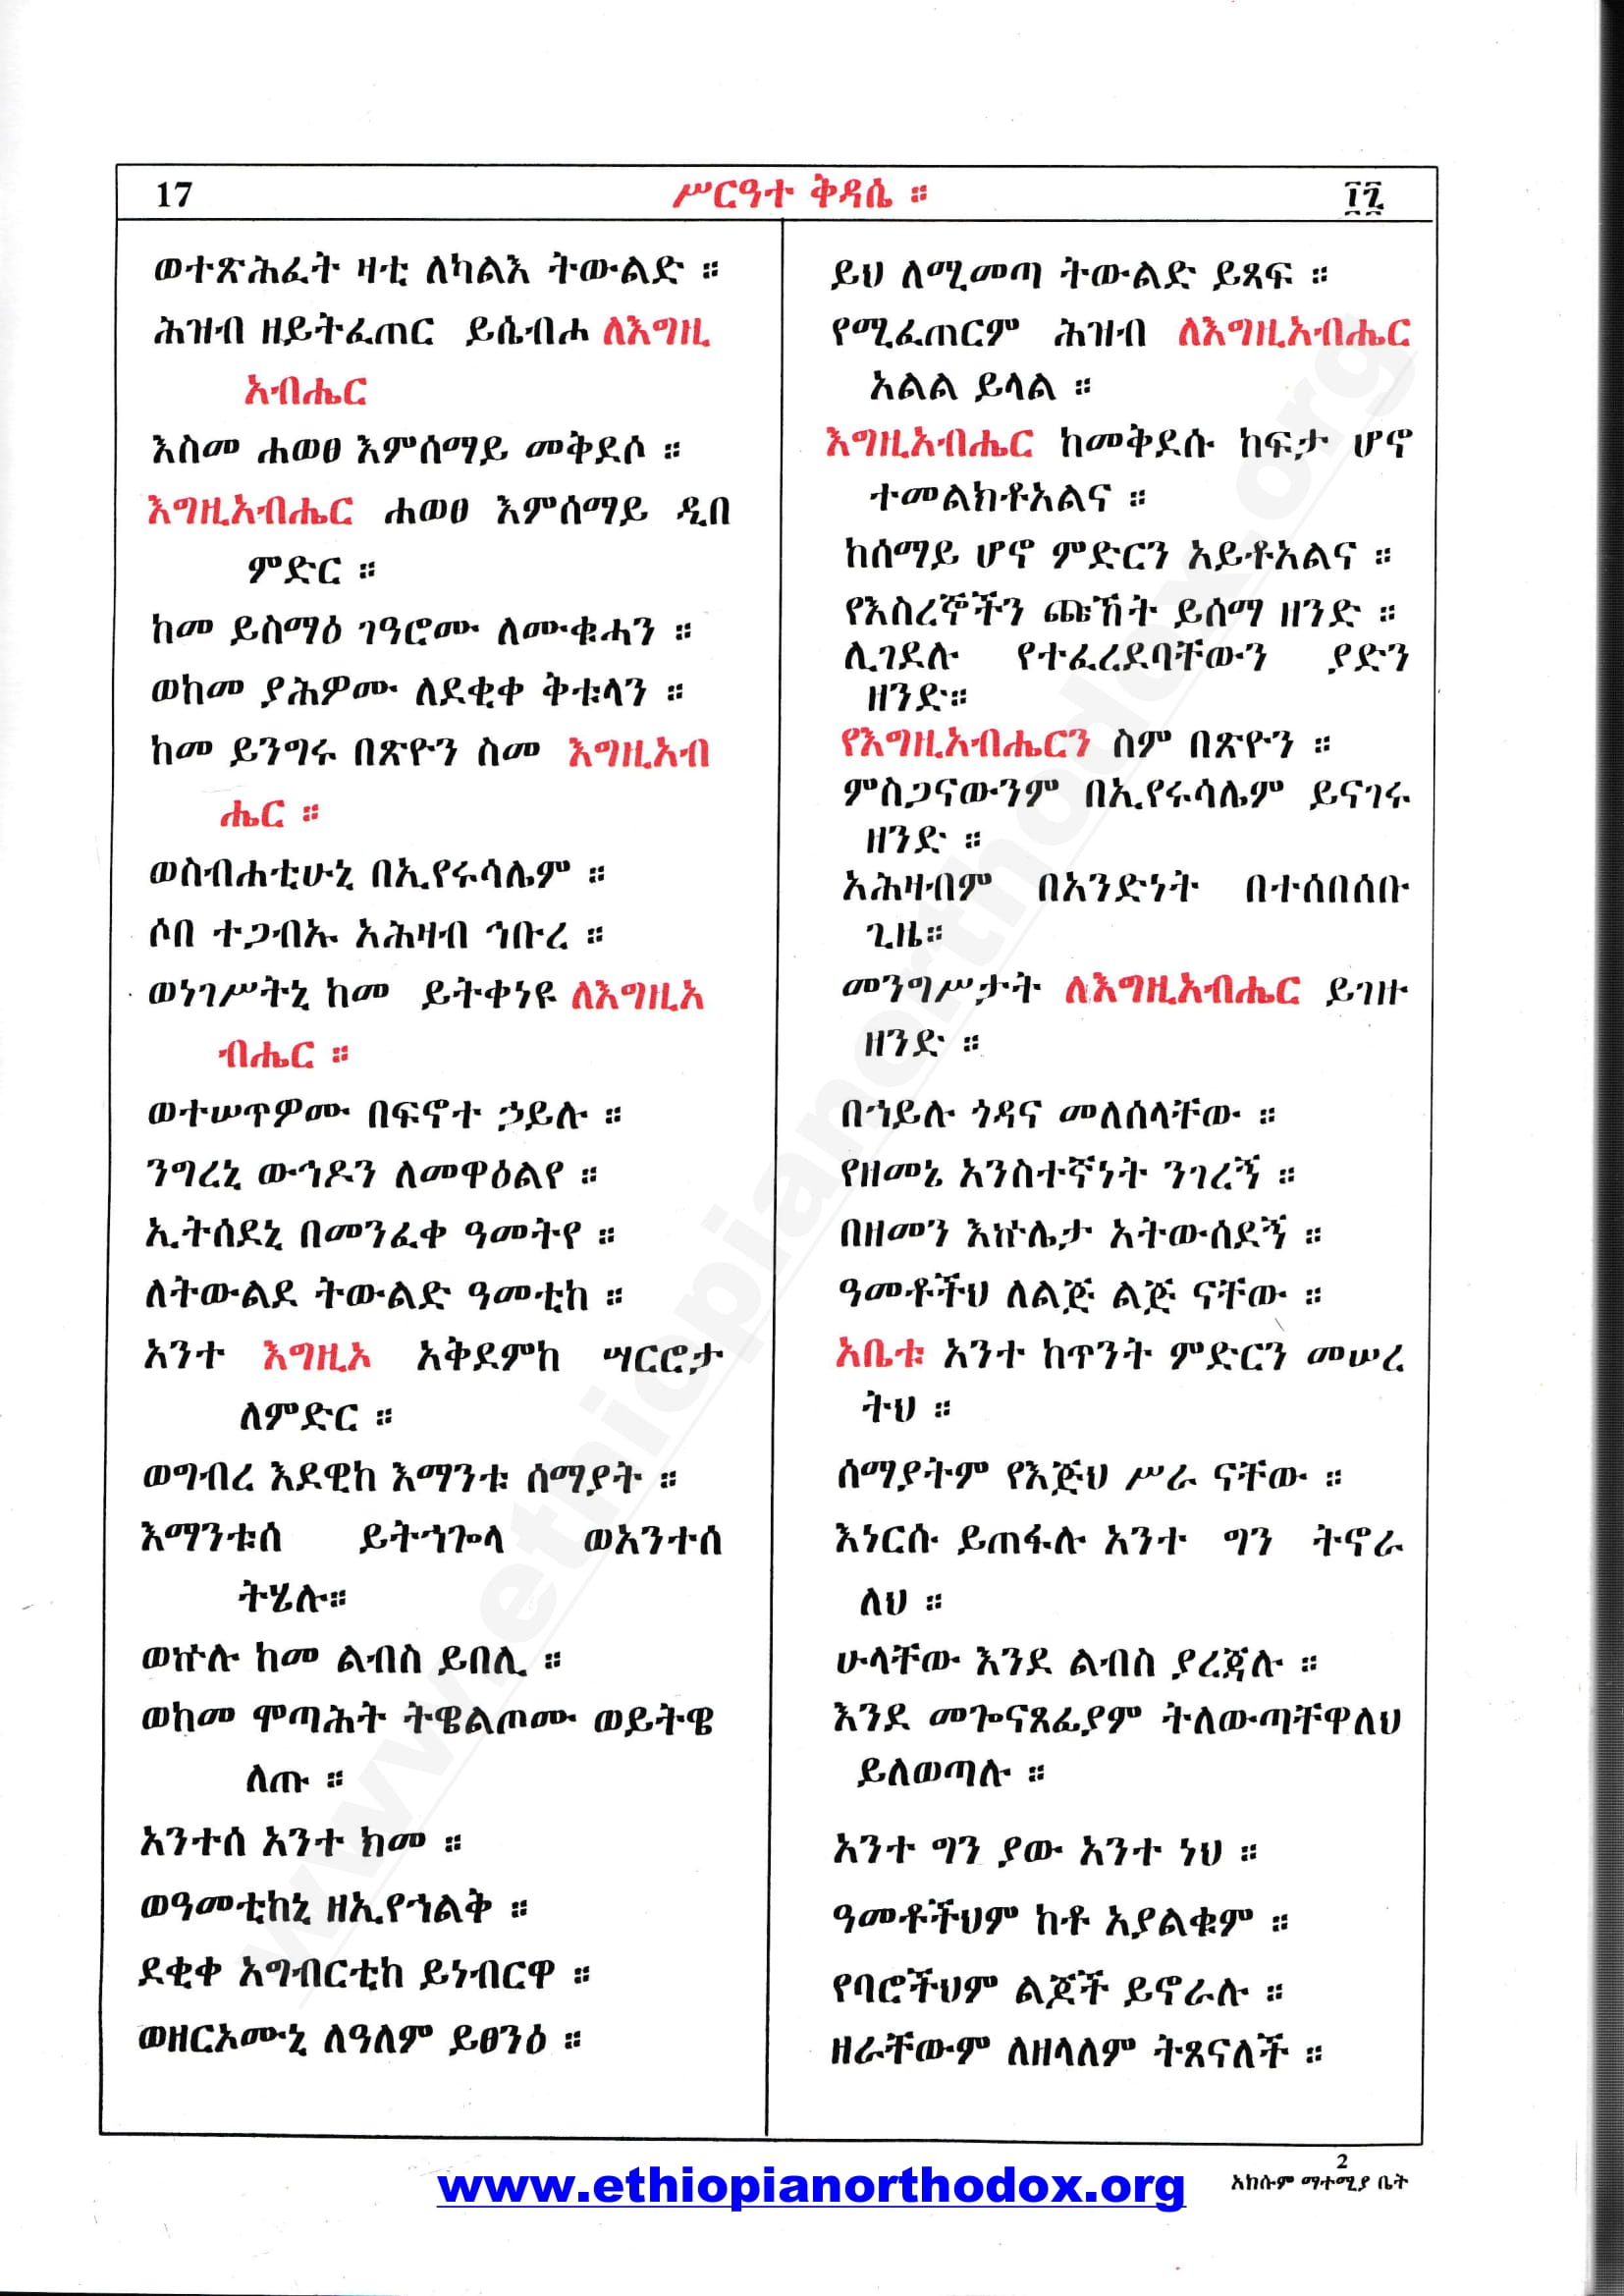 17 ሥርዓተ ቅዳሴ ። ፲፯
ወተጽሕፈት ዛቲ ለካልእ ትውልድ ።
ሕዝብ ዘይትፈጠር ይሴብሖ ለእግዚ
አብሔር
እስመ ሐወፀ እምሰማይ መቅደሶ ።
እግዚአብሔር ሐወፀ እምሰማይ ዲበ
ምድር ።
ከመ ይስማዕ ገዓሮሙ ለሙቁሓን ።
ወከመ ያሕዎሙ ለደቂቀ ቅቱላን ።
ከመ ይንግሩ በጽዮን ስመ እግዚአብ
ሔር ።
ወስብሐቲሁኒ በኢየሩሳሌም ።
ሶበ ተጋብኡ አሕዛብ ኅቡረ ።
ወነገሥትኒ ከመ ይትቀነዩ ለእግዚአ
ብሔር ።
ወተሠጥዎሙ በፍኖተ ኃይሉ ።
ንግረኒ ውኅዶን ለመዋዕልየ ።
ኢትሰደኒ በመንፈቀ ዓመትየ ።
ለትውልደ ትውልድ ዓመቲከ ።
አንተ እግዚኦ አቅደምከ ሣርሮታ
ለምድር ።
ወግብረ እደዊከ እማንቱ ሰማያት ።
እማንቱሰ ይትኀጐላ ወአንተሰ
ትሄሉ።
ወኵሉ ከመ ልብስ ይበሊ ።
ወከመ ሞጣሕት ትዌልጦሙ ወይትዌ
ለጡ ።
አንተሰ አንተ ክመ ።
ወዓመቲከኒ ዘኢየኀልቅ ።
ደቂቀ አግብርቲከ ይነብርዋ ።
ወዘርኦሙኒ ለዓለም ይፀንዕ ።
ይህ ለሚመጣ ትውልድ ይጻፍ ።
የሚፈጠርም ሕዝብ ለእግዚአብሔር
አልል ይላል ።
እግዚአብሔር ከመቅደሱ ከፍታ ሆኖ
ተመልክቶአልና ።
ከሰማይ ሆኖ ምድርን አይቶአልና ።
የእስረኞችን ጩኸት ይሰማ ዘንድ ።
ሊገደሉ የተፈረደባቸውን ያድን
ዘንድ።
የእግዚአብሔርን ስም በጽዮን ።
ምስጋናውንም በኢየሩሳሌም ይናገሩ
ዘንድ ።
አሕዛብም በአንድነት በተሰበሰቡ
ጊዜ።
መንግሥታት ለእግዚአብሔር ይገዙ
ዘንድ ።
በኀይሉ ጎዳና መለሰላቸው ።
የዘመኔ አንስተኛነት ንገረኝ ።
በዘመን እኵሌታ አትውሰደኝ ።
ዓመቶችህ ለልጅ ልጅ ናቸው ።
አቤቱ አንተ ከጥንት ምድርን መሠረ
ትህ ።
ሰማያትም የእጅህ ሥራ ናቸው ።
እነርሱ ይጠፋሉ አንተ ግን ትኖራ
ለህ ።
ሁላቸው እንደ ልብስ ያረጃሉ ።
እንደ መጐናጸፊያም ትለውጣቸዋለህ
ይለወጣሉ ።
አንተ ግን ያው አንተ ነህ ።
ዓመቶችህም ከቶ አያልቁም ።
የባሮችህም ልጆች ይኖራሉ ።
ዘራቸውም ለዘላለም ትጸናለች ።
2
www.ethiopianorthodox.org አክሱም ማተሚያ ቤት
www.ethiopianorthodox.org